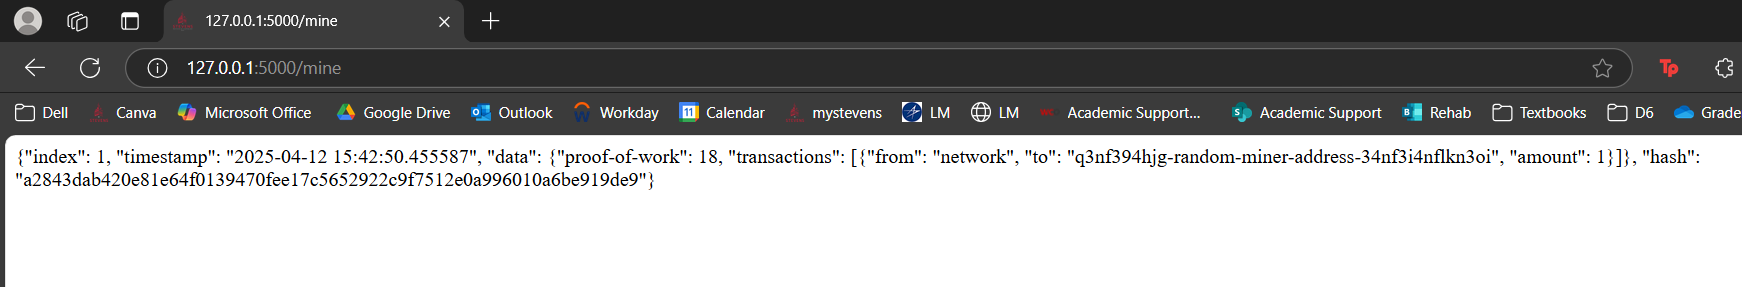 127.0.0.1:5000/mine
127.0.0.1:5000/mine
Tp
Dell Canva Microsoft Office Google Drive Outlook Workday 11 Calendar mystevens LM LM Academic Support... Academic Support Rehab Textbooks D6 Grade
{"index": 1, "timestamp": "2025-04-12 15:42:50.455587", "data": {"proof-of-work": 18, "transactions": [{"from": "network", "to": "q3nf394hjg-random-miner-address-34nf3i4nflkn3oi", "amount": 1}]}, "hash":
"a2843dab420e81e64f0139470fee17c5652922c9f7512e0a996010a6be919de9"}